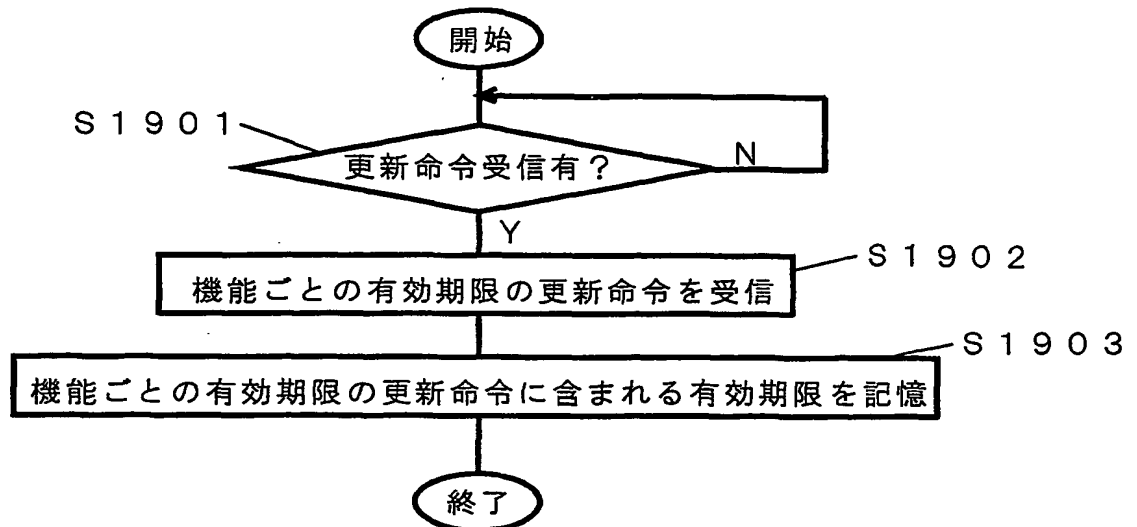 開始
S1901
更新命令受信有?
N
Y
S1902
機能ごとの有効期限の更新命令を受信
S1903
機能ごとの有効期限の更新命令に含まれる有効期限を記憶
終了